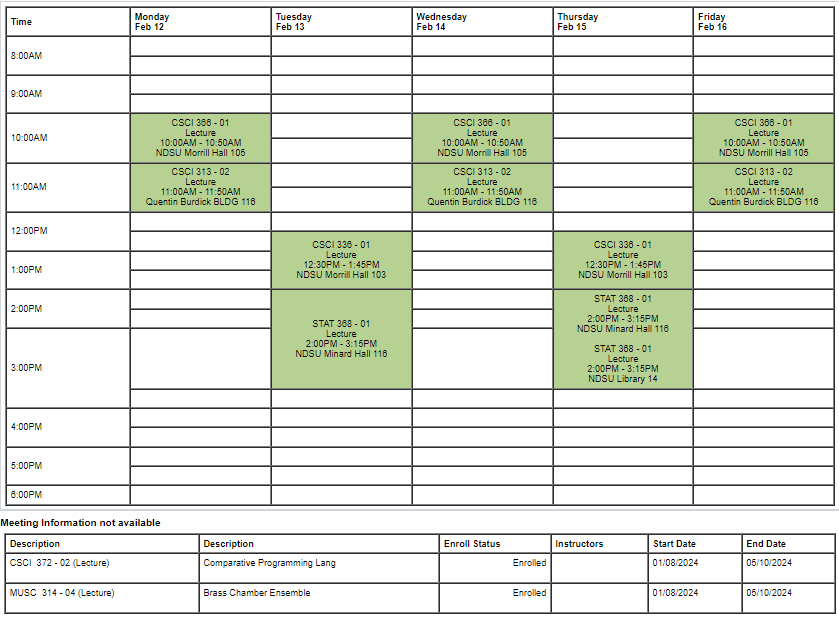 Time
Monday
Feb 12
Tuesday
Feb 13
Wednesday
Feb 14
Thursday
Feb 15
Friday
Feb 16
8:00AM
9:00AM
10:00AM
CSCI 366 - 01
Lecture
10:00AM - 10:50AM
NDSU Morrill Hall 105
CSCI 366 - 01
Lecture
10:00AM - 10:50AM
NDSU Morrill Hall 105
CSCI 366 - 01
Lecture
10:00AM - 10:50AM
NDSU Morrill Hall 105
11:00AM
CSCI 313 - 02
Lecture
11:00AM - 11:50AM
Quentin Burdick BLDG 116
CSCI 313 - 02
Lecture
11:00AM - 11:50AM
Quentin Burdick BLDG 116
CSCI 313 - 02
Lecture
11:00AM - 11:50AM
Quentin Burdick BLDG 116
12:00PM
CSCI 336 - 01
Lecture
12:30PM - 1:45PM
NDSU Morrill Hall 103
CSCI 336 - 01
Lecture
12:30PM - 1:45PM
NDSU Morrill Hall 103
1:00PM
2:00PM
STAT 368 - 01
Lecture
2:00PM - 3:15PM
NDSU Minard Hall 116
STAT 368 - 01
Lecture
2:00PM - 3:15PM
NDSU Minard Hall 116
STAT 368 - 01
Lecture
2:00PM - 3:15PM
NDSU Library 14
3:00PM
4:00PM
5:00PM
6:00PM
Meeting Information not available
Description Description Enroll Status Instructors Start Date End Date
CSCI 372 - 02 (Lecture) Comparative Programming Lang Enrolled 01/08/2024 05/10/2024
MUSC 314 - 04 (Lecture) Brass Chamber Ensemble Enrolled 01/08/2024 05/10/2024